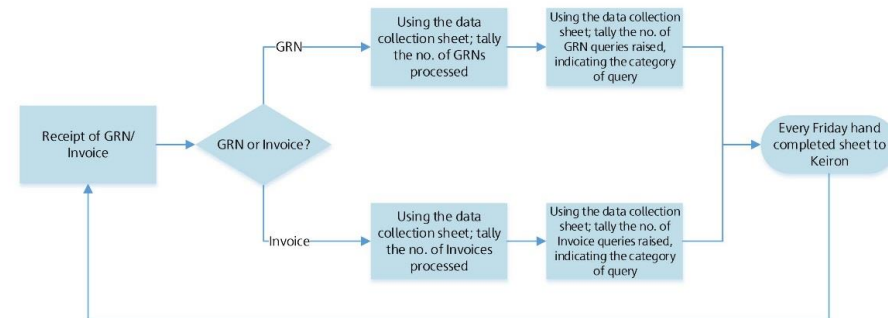 Receipt of GRN/
Invoice
GRN or Invoice?
GRN
Using the data
collection sheet; tally
the no. of GRNs
processed
Using the data collection
sheet; tally the no. of
GRN queries raised,
indicating the category
of query
Invoice
Using the data
collection sheet; tally
the no. of Invoices
processed
Using the data collection
sheet; tally the no. of
Invoice queries raised,
indicating the category
of query
Every Friday hand
completed sheet to
Keiron